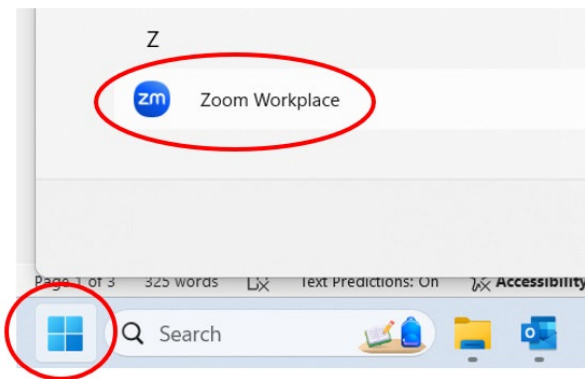 Z
zm Zoom Workplace
Page 1 of 3 325 words Text Predictions: On Accessibility
Search